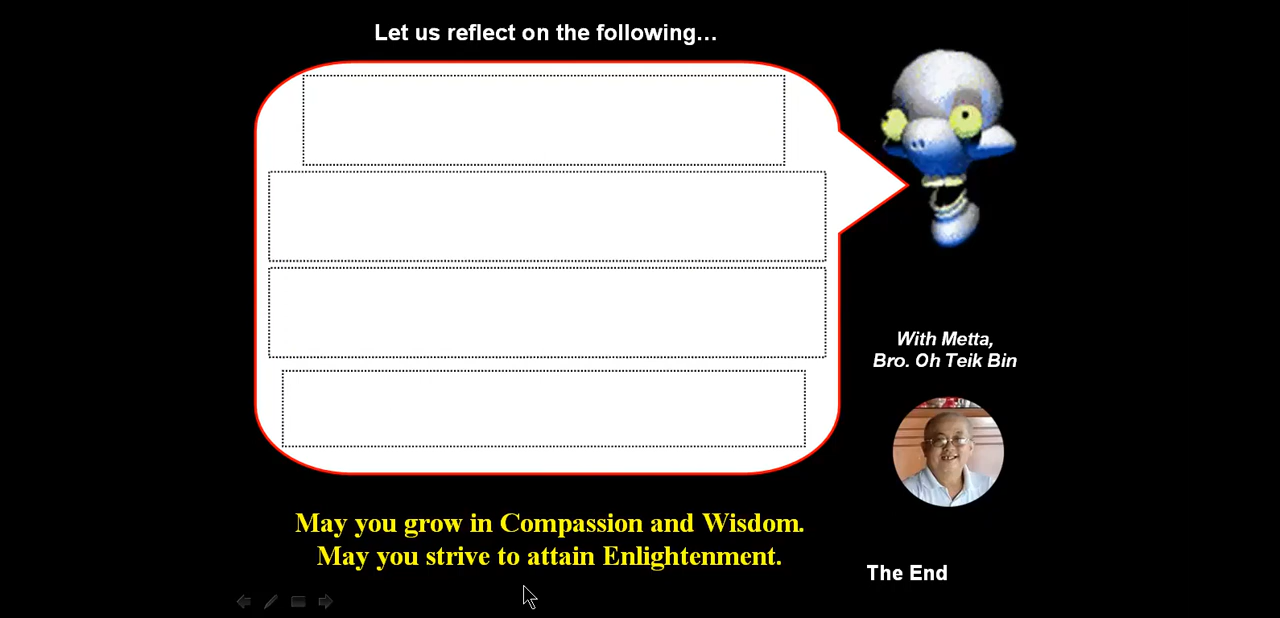 Let us reflect on the following...
With Metta,
Bro. Oh Teik Bin
May you grow in Compassion and Wisdom.
May you strive to attain Enlightenment.
The End